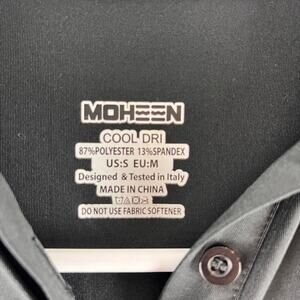 MOHEEN
COOL DRI
87%POLYESTER 13%SPANDEX
US:S EU:M
Designed & Tested in Italy
MADE IN CHINA
DO NOT USE FABRIC SOFTENER